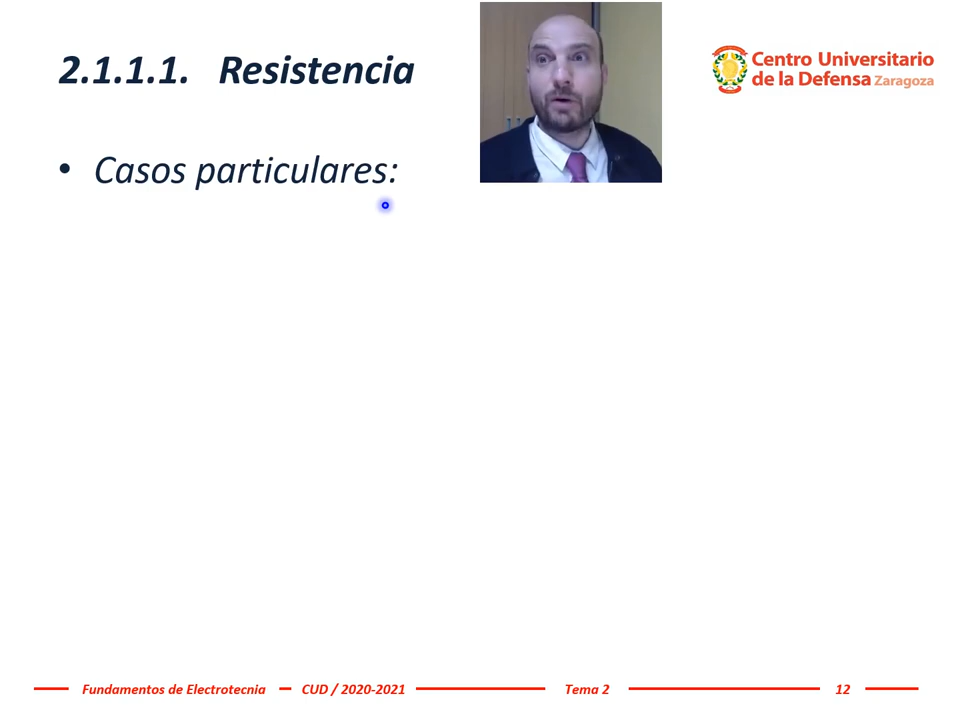 2.1.1.1. Resistencia
Centro Universitario
de la Defensa Zaragoza
• Casos particulares:
Fundamentos de Electrotecnia CUD / 2020-2021 Tema 2 12